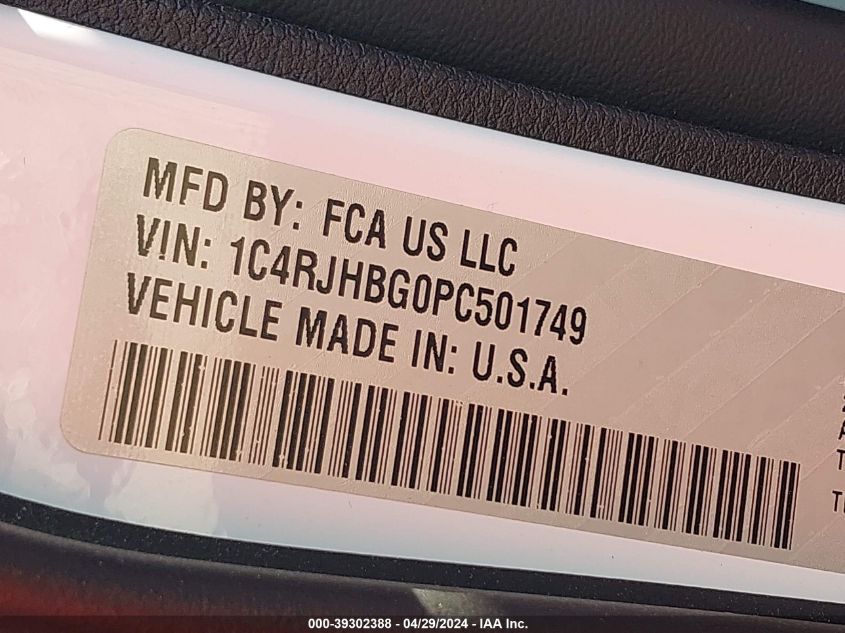 MFD BY: FCA US LLC
VIN: 1C4RJHBG0PC501749
VEHICLE MADE IN: U.S.A.
000-39302388 - 04/29/2024 - IAA Inc.